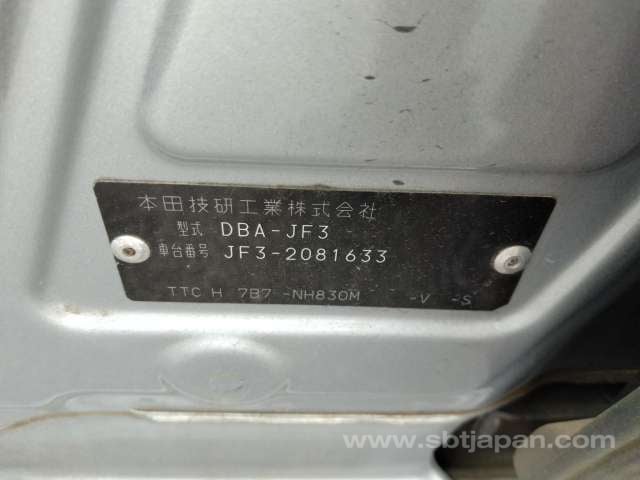 本田技研工業株式会社
型式 DBA-JF3
車台番号 JF3-2081633
TTC H 7B7 -NH830M -V -S
www.sbtjapan.com